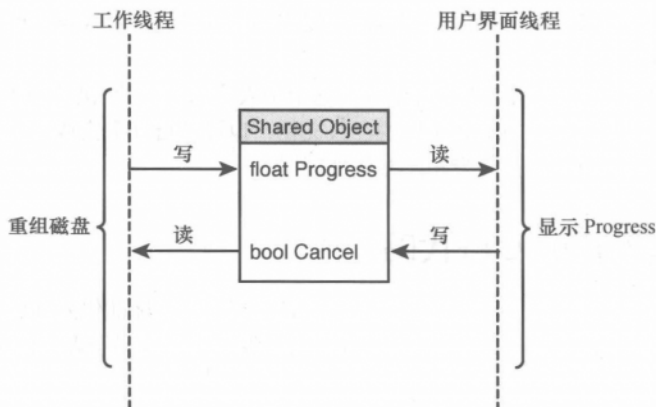 工作线程
用户界面线程
Shared Object
写
float Progress
读
重组磁盘
显示 Progress
读
bool Cancel
写